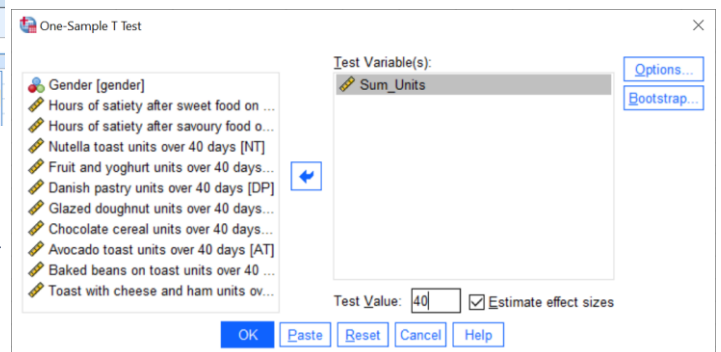 One-Sample T Test
Test Variable(s):
Gender [gender]
Hours of satiety after sweet food on ...
Hours of satiety after savoury food o...
Nutella toast units over 40 days [NT]
Fruit and yoghurt units over 40 days...
Danish pastry units over 40 days [DP]
Glazed doughnut units over 40 days...
Chocolate cereal units over 40 days...
Avocado toast units over 40 days [AT]
Baked beans on toast units over 40 ...
Toast with cheese and ham units ov...
Sum_Units
Options...
Bootstrap...
Test Value: 40 Estimate effect sizes
OK Paste Reset Cancel Help